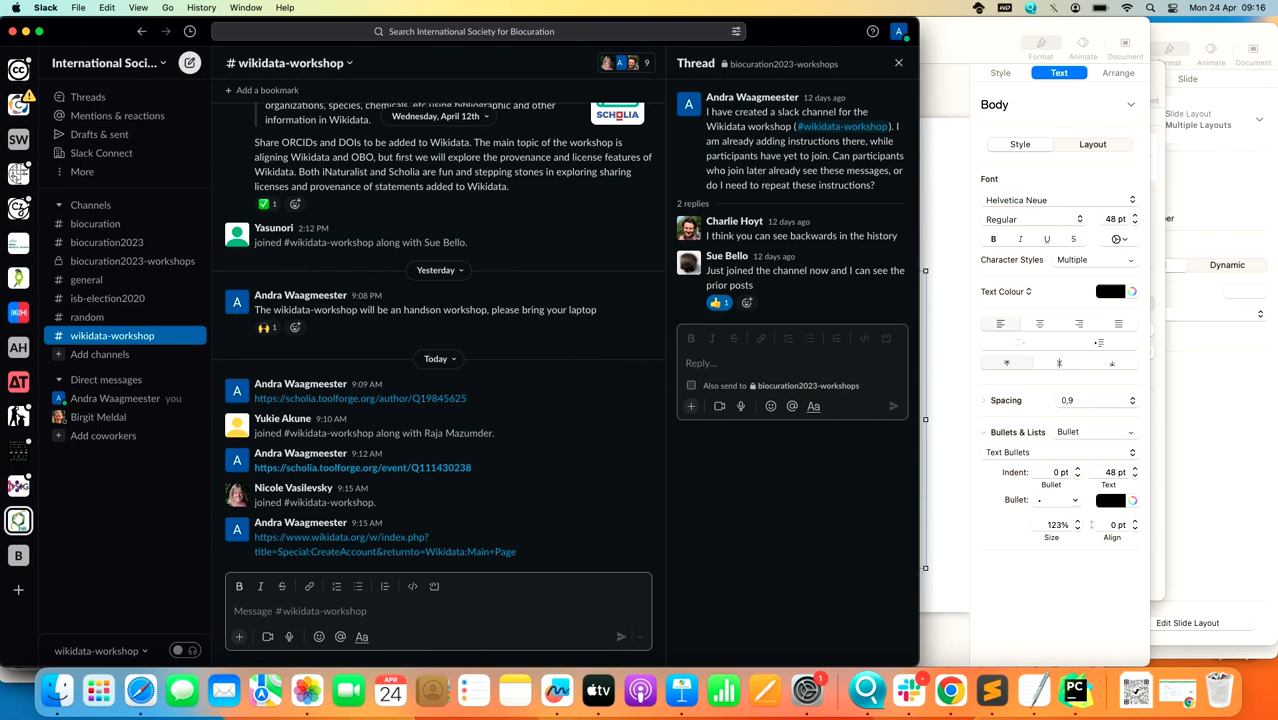 Slack File Edit View Go History Wikidata Window Help
Mon 24 Apr 09:16
Search International Society for Biocuration
International Soci...
Threads
Mentions & reactions
Drafts & sent
Slack Connect
More
Channels
biocuration
biocuration2023
biocuration2023-workshops
general
isb-election2020
random
wikidata-workshop
Add channels
Direct messages
Andra Waagmeester you
Birgit Meldal
Add coworkers
wikidata-workshop
CC
SW
AH
AT
B
# wikidata-workshop
9
Add a bookmark
organizations, species, chemicals, etc using bibliographic and other
information in Wikidata.
SCHOLIA
Wednesday, April 12th
Share ORCIDs and DOIs to be added to Wikidata. The main topic of the workshop is
aligning Wikidata and OBO, but first we will explore the provenance and license features of
Wikidata. Both iNaturalist and Scholia are fun and stepping stones in exploring sharing
licenses and provenance of statements added to Wikidata.
1
Yasunori 2:12 PM
joined #wikidata-workshop along with Sue Bello.
Yesterday
Andra Waagmeester 9:08 PM
The wikidata workshop will be an handson workshop, please bring your laptop
1
Today
Andra Waagmeester 9:09 AM
https://scholia.toolforge.org/author/Q19845625
Yukie Akune 9:10 AM
joined #wikidata-workshop along with Raja Mazumder.
Andra Waagmeester 9:12 AM
https://scholia.toolforge.org/event/Q111430238
Nicole Vasilevsky 9:15 AM
joined #wikidata-workshop.
Andra Waagmeester 9:15 AM
https://www.wikidata.org/w/index.php?
title=Special:CreateAccount&returnto=Wikidata:Main+Page
B I S
Message #wikidata-workshop
Aa
Thread biocuration2023-workshops
Andra Waagmeester 12 days ago
I have created a slack channel for the
Wikidata workshop (#wikidata-workshop). I
am already adding instructions there, while
participants have yet to join. Can participants
who join later already see these messages, or
do I need to repeat these instructions?
2 replies
Charlie Hoyt 12 days ago
I think you can see backwards in the history
Sue Bello 12 days ago
Just joined the channel now and I can see the
prior posts
1
B I S
Reply...
Also send to biocuration2023-workshops
Aa
Format Animate Document
Style Text Arrange
Body
Style Layout
Font
Helvetica Neue
Regular 48 pt
B I U S
Character Styles Multiple
Text Colour
Spacing 0,9
Bullets & Lists Bullet
Text Bullets
Indent: 0 pt 48 pt
Bullet Text
Bullet: •
123% 0 pt
Size Align
rmat Animate Document
Slide
Slide Layout
Multiple Layouts
per
Dynamic
Edit Slide Layout
APR
24
tv
1
PC